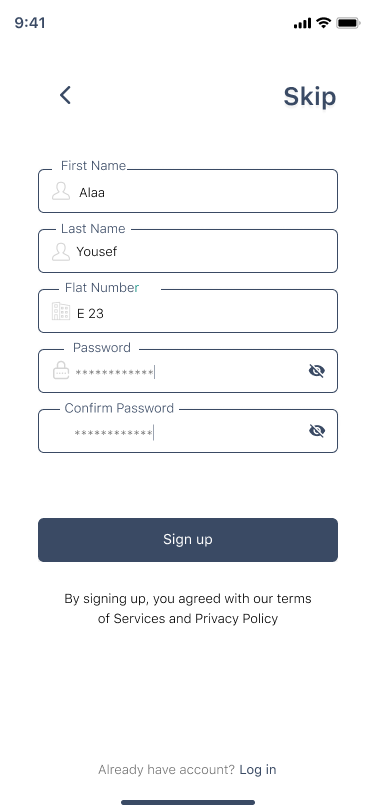 9:41
Skip
First Name
Alaa
Last Name
Yousef
Flat Number
E 23
Password
************
Confirm Password
************
Sign up
By signing up, you agreed with our terms
of Services and Privacy Policy
Already have account? Log in